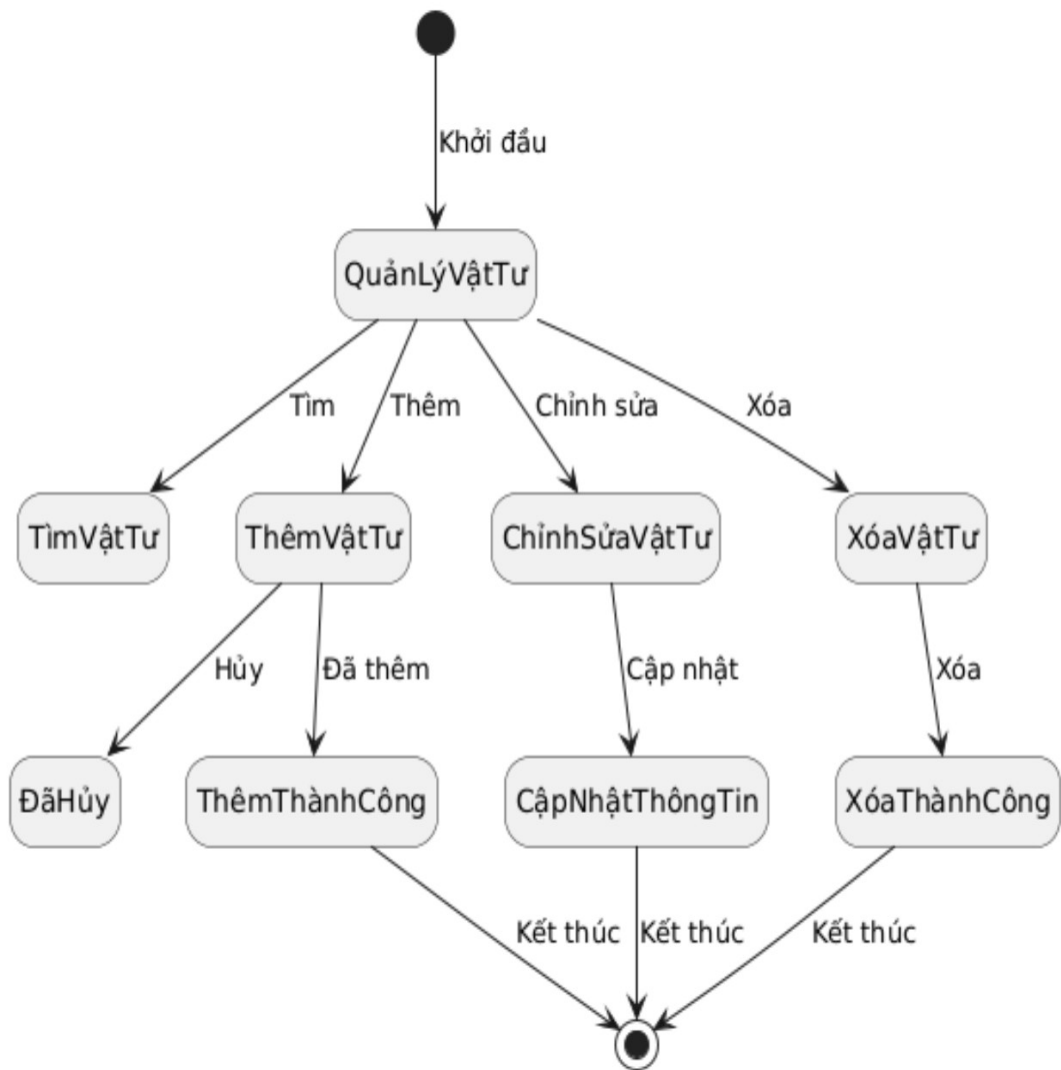 Khởi đầu
QuảnLýVậtTư
Tìm
Thêm
Chỉnh sửa
Xóa
TìmVậtTư
ThêmVậtTư
ChỉnhSửaVậtTư
XóaVậtTư
Hủy
Đã thêm
Cập nhật
Xóa
ĐãHủy
ThêmThànhCông
CậpNhậtThôngTin
XóaThànhCông
Kết thúc
Kết thúc
Kết thúc